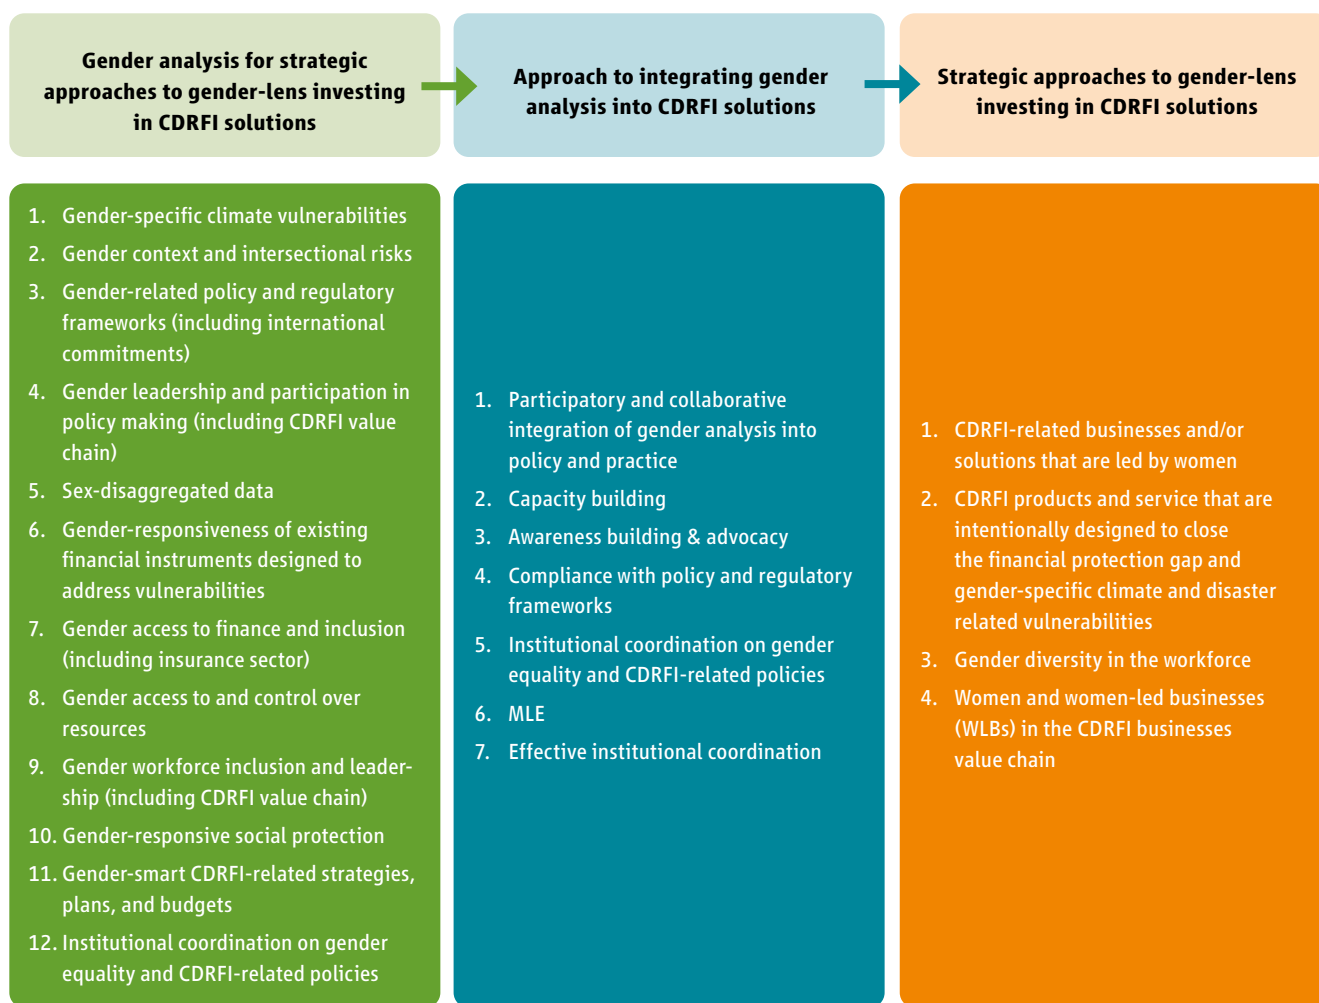 Gender analysis for strategic
approaches to gender-lens investing
in CDRFI solutions
Approach to integrating gender
analysis into CDRFI solutions
Strategic approaches to gender-lens
investing in CDRFI solutions
1. Gender-specific climate vulnerabilities
2. Gender context and intersectional risks
3. Gender-related policy and regulatory
frameworks (including international
commitments)
4. Gender leadership and participation in
policy making (including CDRFI value
chain)
5. Sex-disaggregated data
6. Gender-responsiveness of existing
financial instruments designed to
address vulnerabilities
7. Gender access to finance and inclusion
(including insurance sector)
8. Gender access to and control over
resources
9. Gender workforce inclusion and leader-
ship (including CDRFI value chain)
10. Gender-responsive social protection
11. Gender-smart CDRFI-related strategies,
plans, and budgets
12. Institutional coordination on gender
equality and CDRFI-related policies
1. Participatory and collaborative
integration of gender analysis into
policy and practice
2. Capacity building
3. Awareness building & advocacy
4. Compliance with policy and regulatory
frameworks
5. Institutional coordination on gender
equality and CDRFI-related policies
6. MLE
7. Effective institutional coordination
1. CDRFI-related businesses and/or
solutions that are led by women
2. CDRFI products and service that are
intentionally designed to close
the financial protection gap and
gender-specific climate and disaster
related vulnerabilities
3. Gender diversity in the workforce
4. Women and women-led businesses
(WLBs) in the CDRFI businesses
value chain